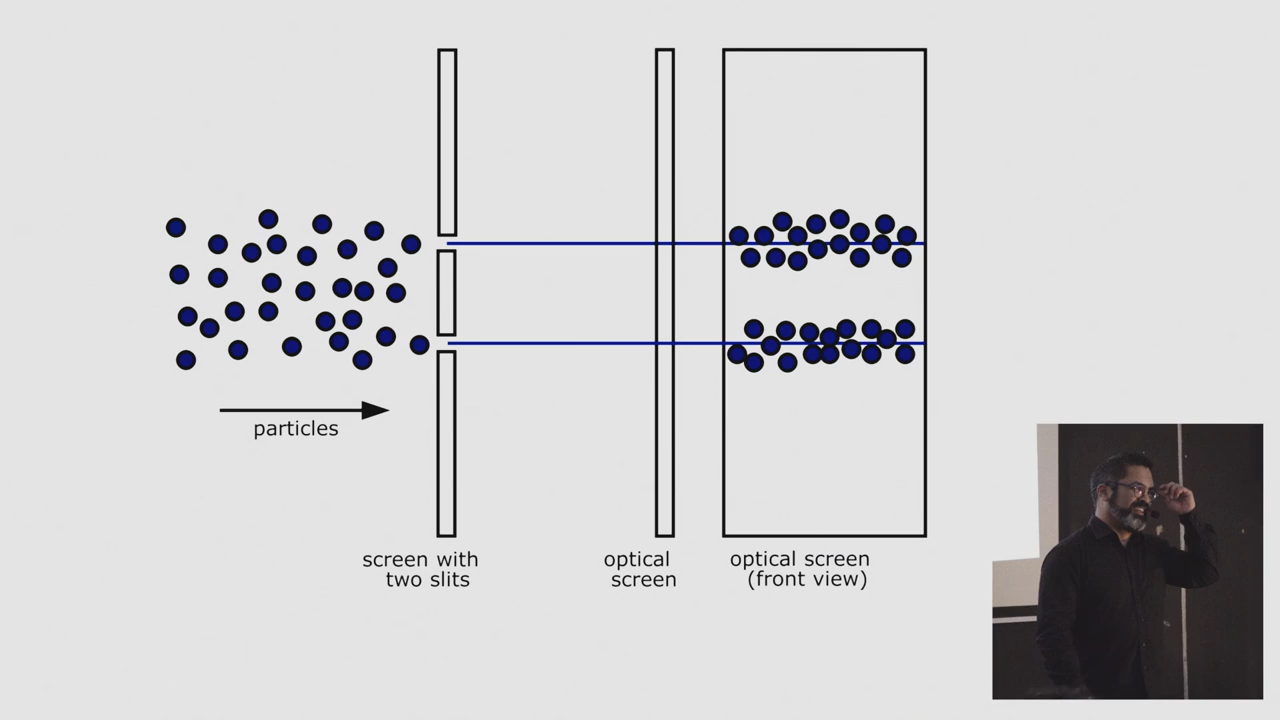 particles
screen with
two slits
optical
screen
optical screen
(front view)